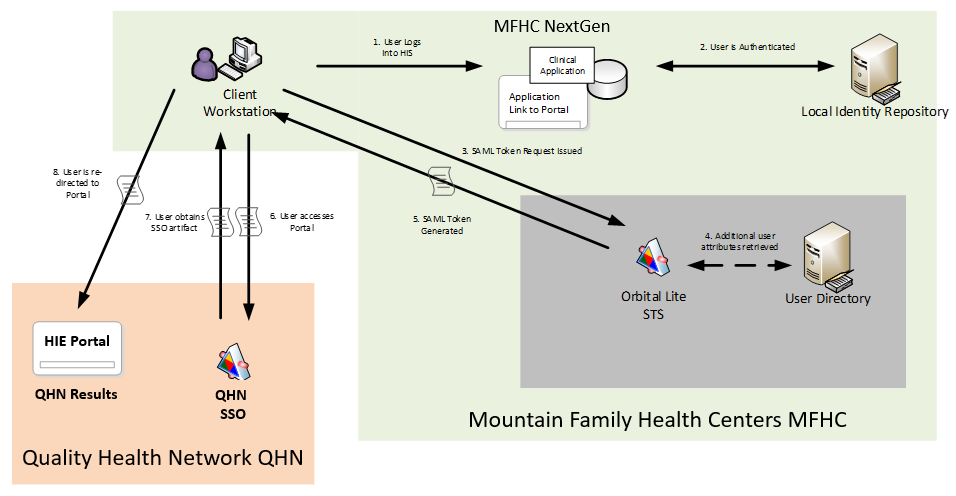 MFHC NextGen
1. User Logs
Into HIS
2. User is Authenticated
Clinical
Application
Application
Link to Portal
Client
Workstation
Local Identity Repository
3. SAML Token Request Issued
8. User is re-
directed to
Portal
7. User obtains
SSO artifact
6. User accesses
Portal
5. SAML Token
Generated
4. Additional user
attributes retrieved
Orbital Lite
STS
User Directory
HIE Portal
QHN Results
QHN
SSO
Mountain Family Health Centers MFHC
Quality Health Network QHN